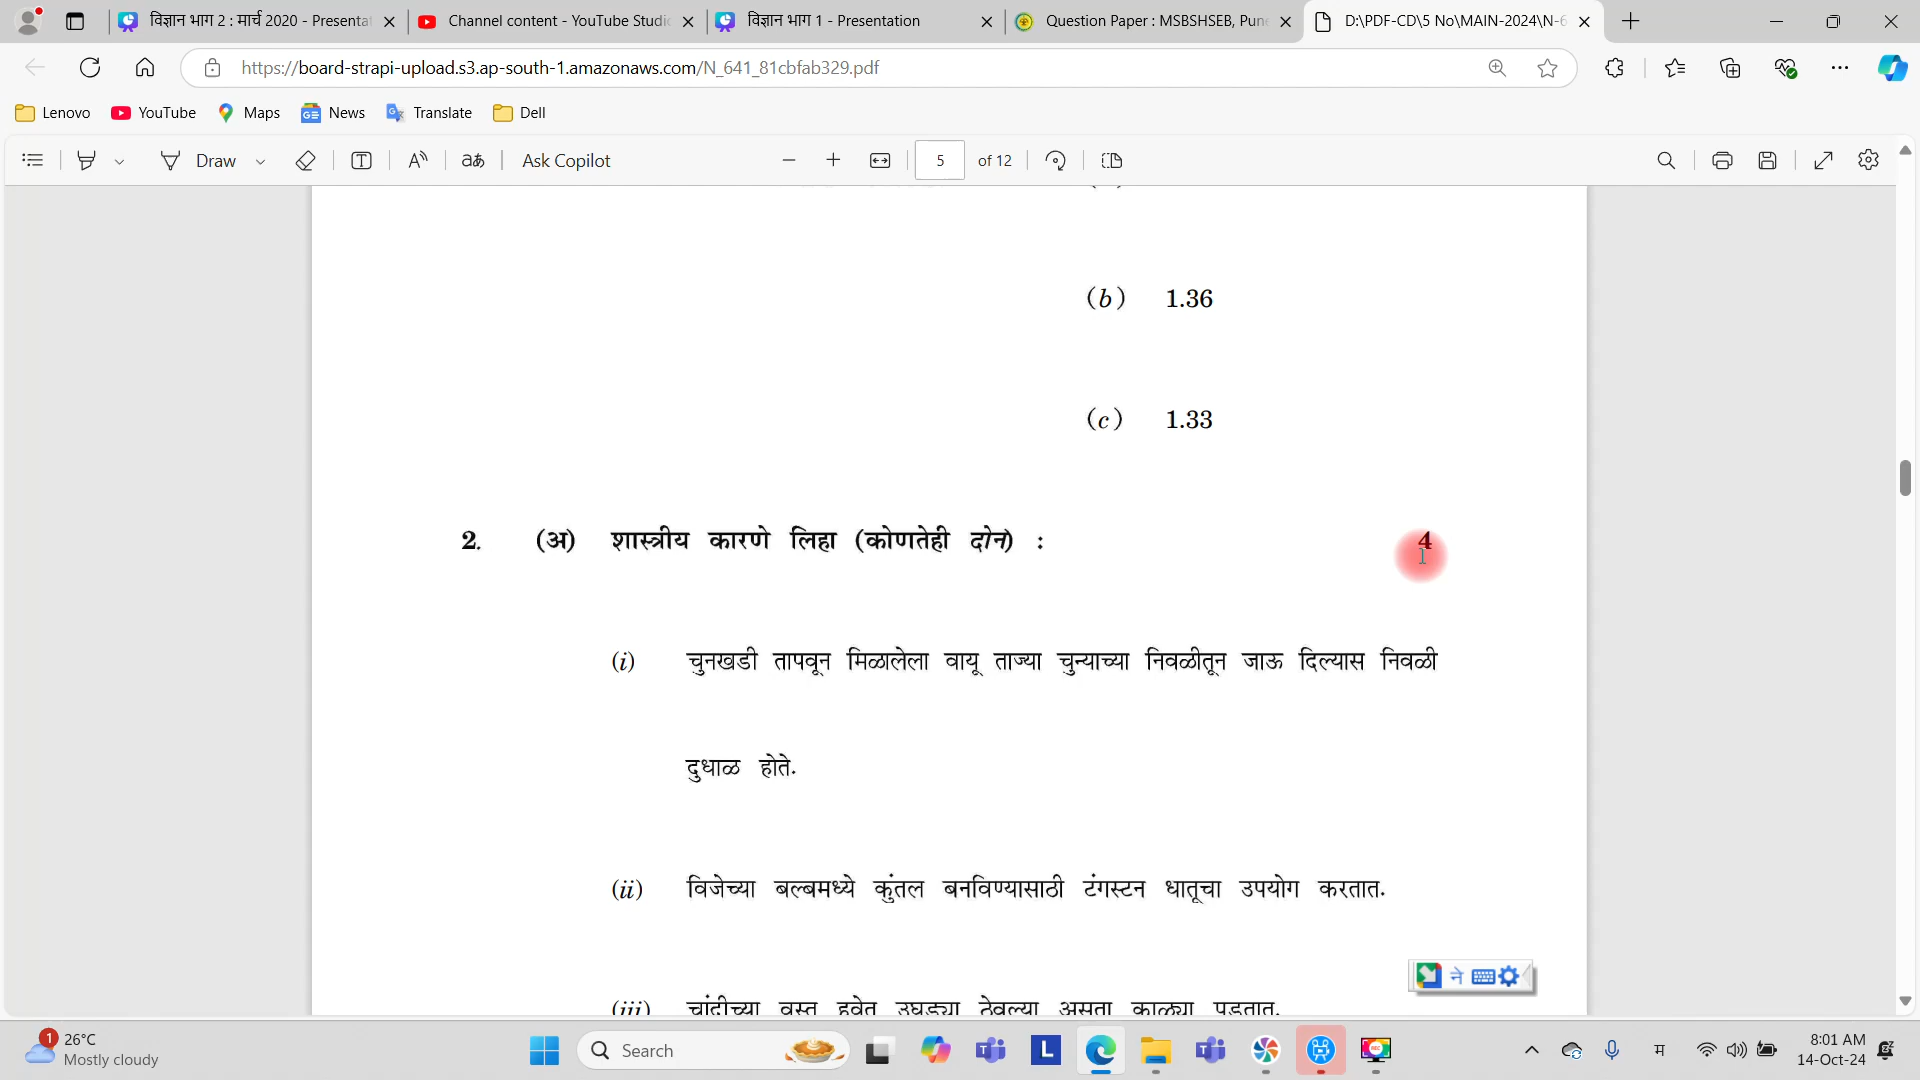 विज्ञान भाग 2 : मार्च 2020 - Presentat
Channel content - YouTube Studio
विज्ञान भाग 1 - Presentation
Question Paper : MSBSHSEB, Pune
D:\PDF-CD\5 No\MAIN-2024\N-6
https://board-strapi-upload.s3.ap-south-1.amazonaws.com/N_641_81cbfab329.pdf
Lenovo YouTube Maps News Translate Dell
Draw Ask Copilot 5 of 12
(b) 1.36
(c) 1.33
2. (अ) शास्त्रीय कारणे लिहा (कोणतेही दोन) : 4
(i) चुनखडी तापवून मिळालेला वायू ताज्या चुन्याच्या निवळीतून जाऊ दिल्यास निवळी
दुधाळ होते.
(ii) विजेच्या बल्बमध्ये कुंतल बनविण्यासाठी टंगस्टन धातूचा उपयोग करतात.
ने
(iii) चांदीच्या वस्तू हवेत उघड्या ठेवल्या असता काळ्या पडतात.
1 26°C
Mostly cloudy
Search
L
म
8:01 AM
14-Oct-24